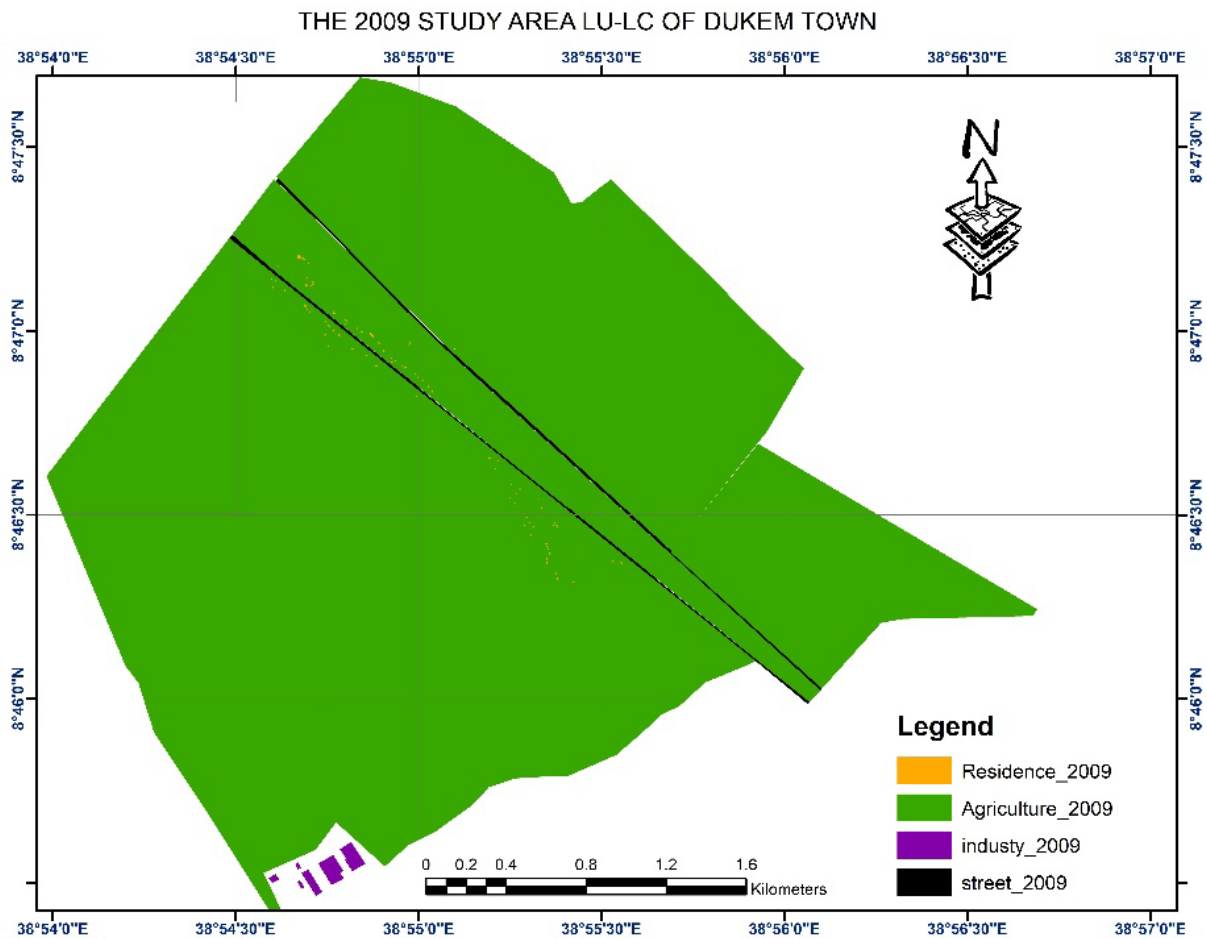 THE 2009 STUDY AREA LU-LC OF DUKEM TOWN
38°54'0"E 38°54'30"E 38°55'0"E 38°55'30"E 38°56'0"E 38°56'30"E 38°57'0"E
8°47'30"N 8°47'30"N
N
8°47'0"N 8°47'0"N
8°46'30"N 8°46'30"N
8°46'0"N 8°46'0"N
Legend
Residence_2009
Agriculture_2009
industy_2009
street_2009
0 0.2 0.4 0.8 1.2 1.6
Kilometers
38°54'0"E 38°54'30"E 38°55'0"E 38°55'30"E 38°56'0"E 38°56'30"E 38°57'0"E